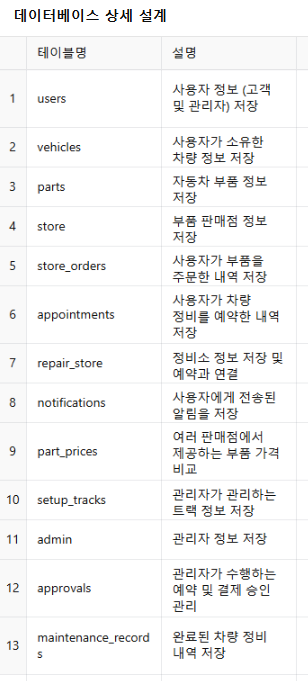 데이터베이스 상세 설계
테이블명 설명
1 users 사용자 정보 (고객
및 관리자) 저장
2 vehicles 사용자가 소유한
차량 정보 저장
3 parts 자동차 부품 정보
저장
4 store 부품 판매점 정보
저장
5 store_orders 사용자가 부품을
주문한 내역 저장
6 appointments 사용자가 차량
정비를 예약한 내역
저장
7 repair_store 정비소 정보 저장 및
예약과 연결
8 notifications 사용자에게 전송된
알림을 저장
9 part_prices 여러 판매점에서
제공하는 부품 가격
비교
10 setup_tracks 관리자가 관리하는
트랙 정보 저장
11 admin 관리자 정보 저장
12 approvals 관리자가 수행하는
예약 및 결제 승인
관리
13 maintenance_record
s 완료된 차량 정비
내역 저장